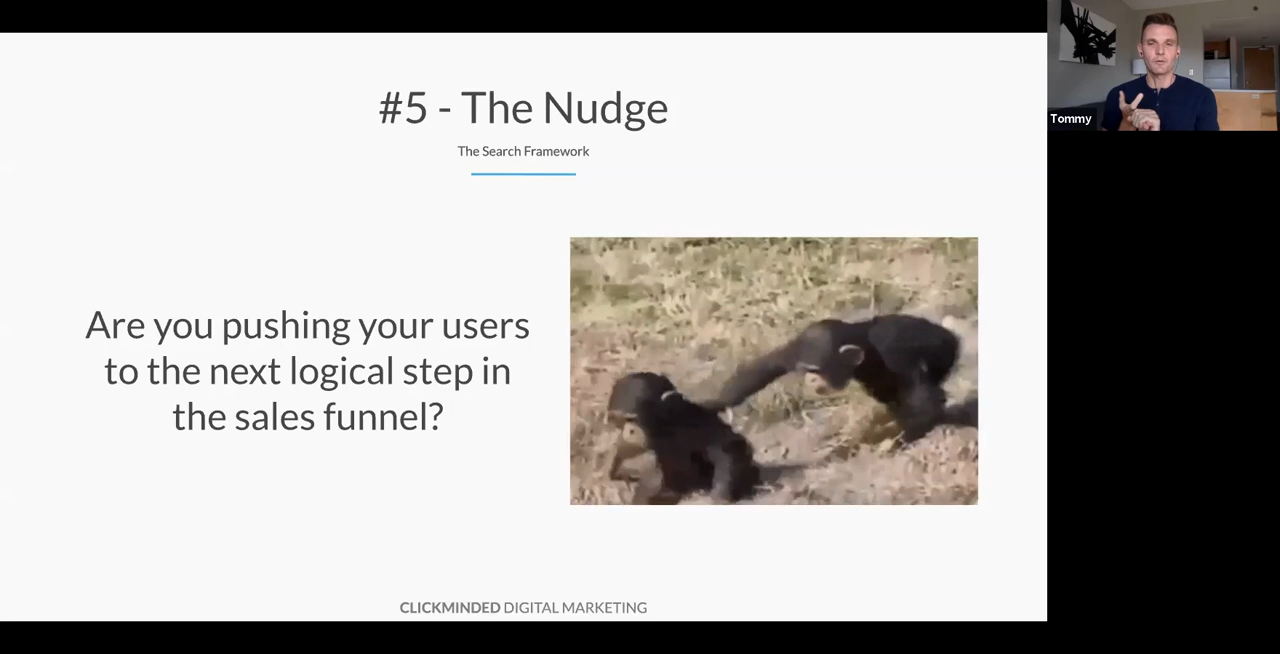 #5 - The Nudge
The Search Framework
Are you pushing your users
to the next logical step in
the sales funnel?
CLICKMINDED DIGITAL MARKETING
Tommy